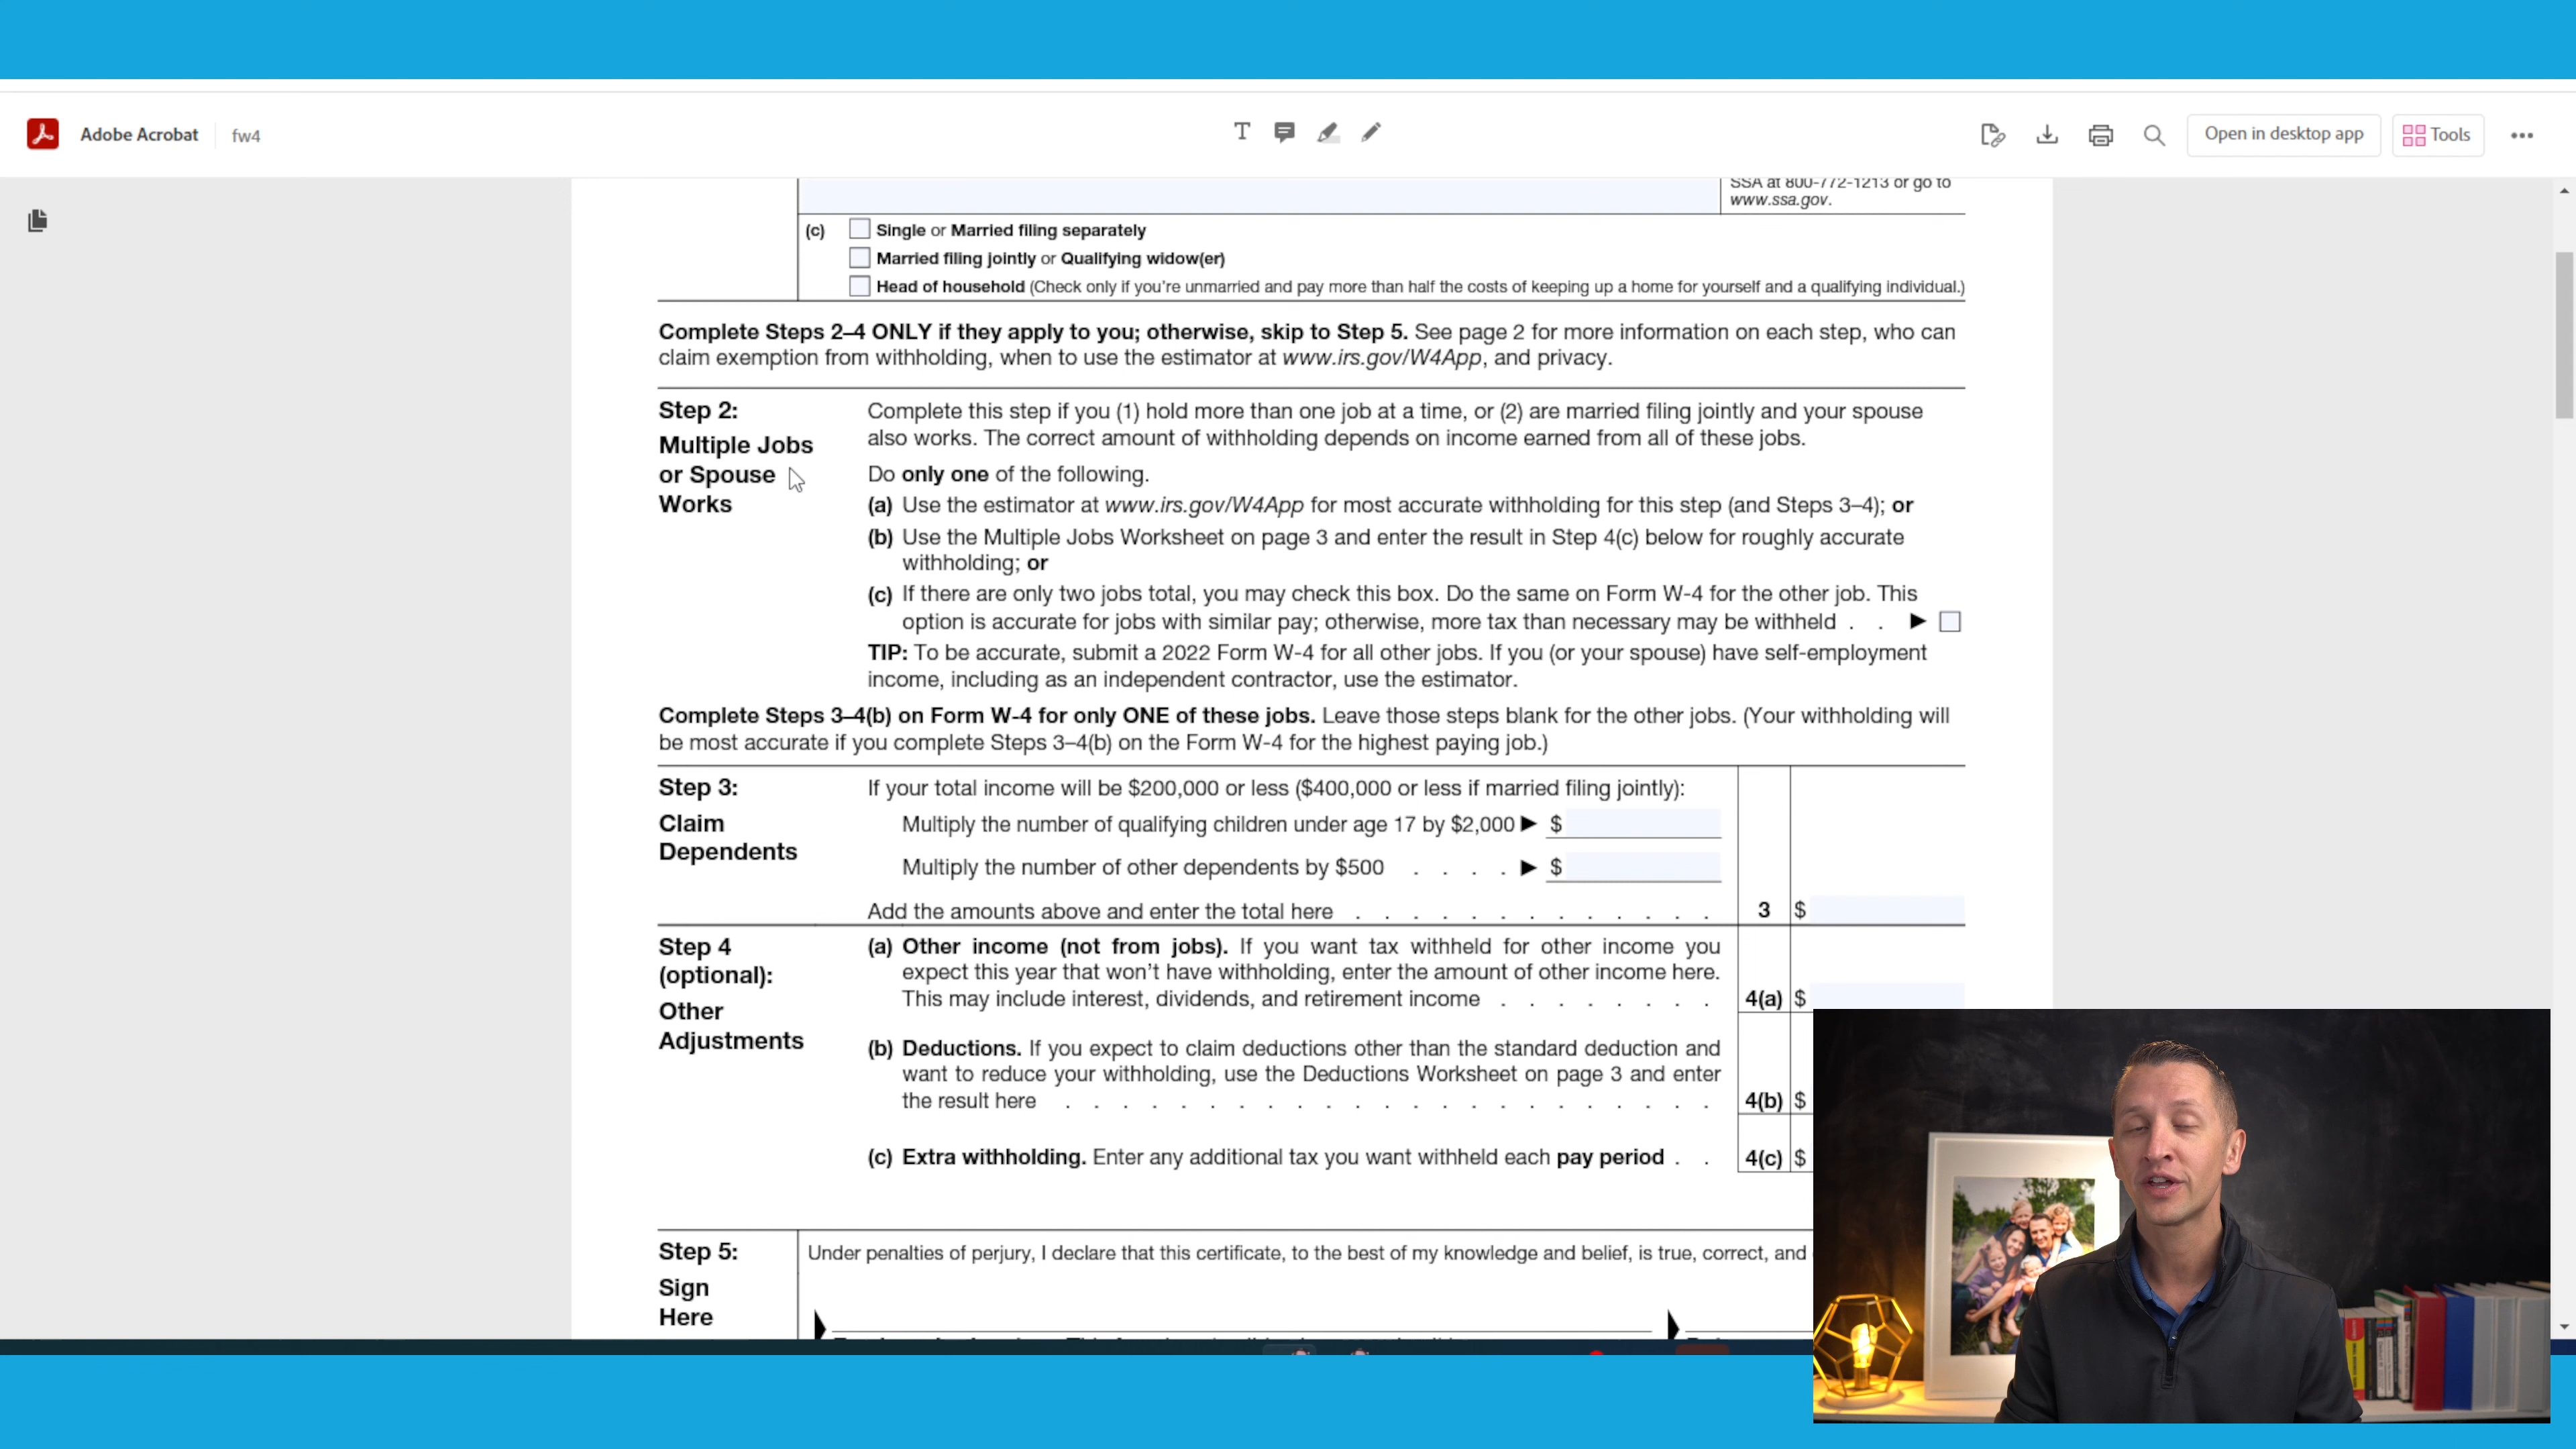 Adobe Acrobat fw4
Open in desktop app Tools
SSA at 800-772-1213 or go to
www.ssa.gov.
(c) Single or Married filing separately
Married filing jointly or Qualifying widow(er)
Head of household (Check only if you're unmarried and pay more than half the costs of keeping up a home for yourself and a qualifying individual.)
Complete Steps 2–4 ONLY if they apply to you; otherwise, skip to Step 5. See page 2 for more information on each step, who can
claim exemption from withholding, when to use the estimator at www.irs.gov/W4App, and privacy.
Step 2:
Multiple Jobs
or Spouse
Works
Complete this step if you (1) hold more than one job at a time, or (2) are married filing jointly and your spouse
also works. The correct amount of withholding depends on income earned from all of these jobs.
Do only one of the following.
(a) Use the estimator at www.irs.gov/W4App for most accurate withholding for this step (and Steps 3–4); or
(b) Use the Multiple Jobs Worksheet on page 3 and enter the result in Step 4(c) below for roughly accurate
withholding; or
(c) If there are only two jobs total, you may check this box. Do the same on Form W-4 for the other job. This
option is accurate for jobs with similar pay; otherwise, more tax than necessary may be withheld . . ▶
TIP: To be accurate, submit a 2022 Form W-4 for all other jobs. If you (or your spouse) have self-employment
income, including as an independent contractor, use the estimator.
Complete Steps 3–4(b) on Form W-4 for only ONE of these jobs. Leave those steps blank for the other jobs. (Your withholding will
be most accurate if you complete Steps 3–4(b) on the Form W-4 for the highest paying job.)
Step 3:
Claim
Dependents
If your total income will be $200,000 or less ($400,000 or less if married filing jointly):
Multiply the number of qualifying children under age 17 by $2,000 ▶ $
Multiply the number of other dependents by $500 . . . . ▶ $
Add the amounts above and enter the total here . . . . . . . . . . . . . 3 $
Step 4
(optional):
Other
Adjustments
(a) Other income (not from jobs). If you want tax withheld for other income you
expect this year that won't have withholding, enter the amount of other income here.
This may include interest, dividends, and retirement income . . . . . . . . 4(a) $
(b) Deductions. If you expect to claim deductions other than the standard deduction and
want to reduce your withholding, use the Deductions Worksheet on page 3 and enter
the result here . . . . . . . . . . . . . . . . . . . . . . . 4(b) $
(c) Extra withholding. Enter any additional tax you want withheld each pay period . . 4(c) $
Step 5:
Sign
Here
Under penalties of perjury, I declare that this certificate, to the best of my knowledge and belief, is true, correct, and